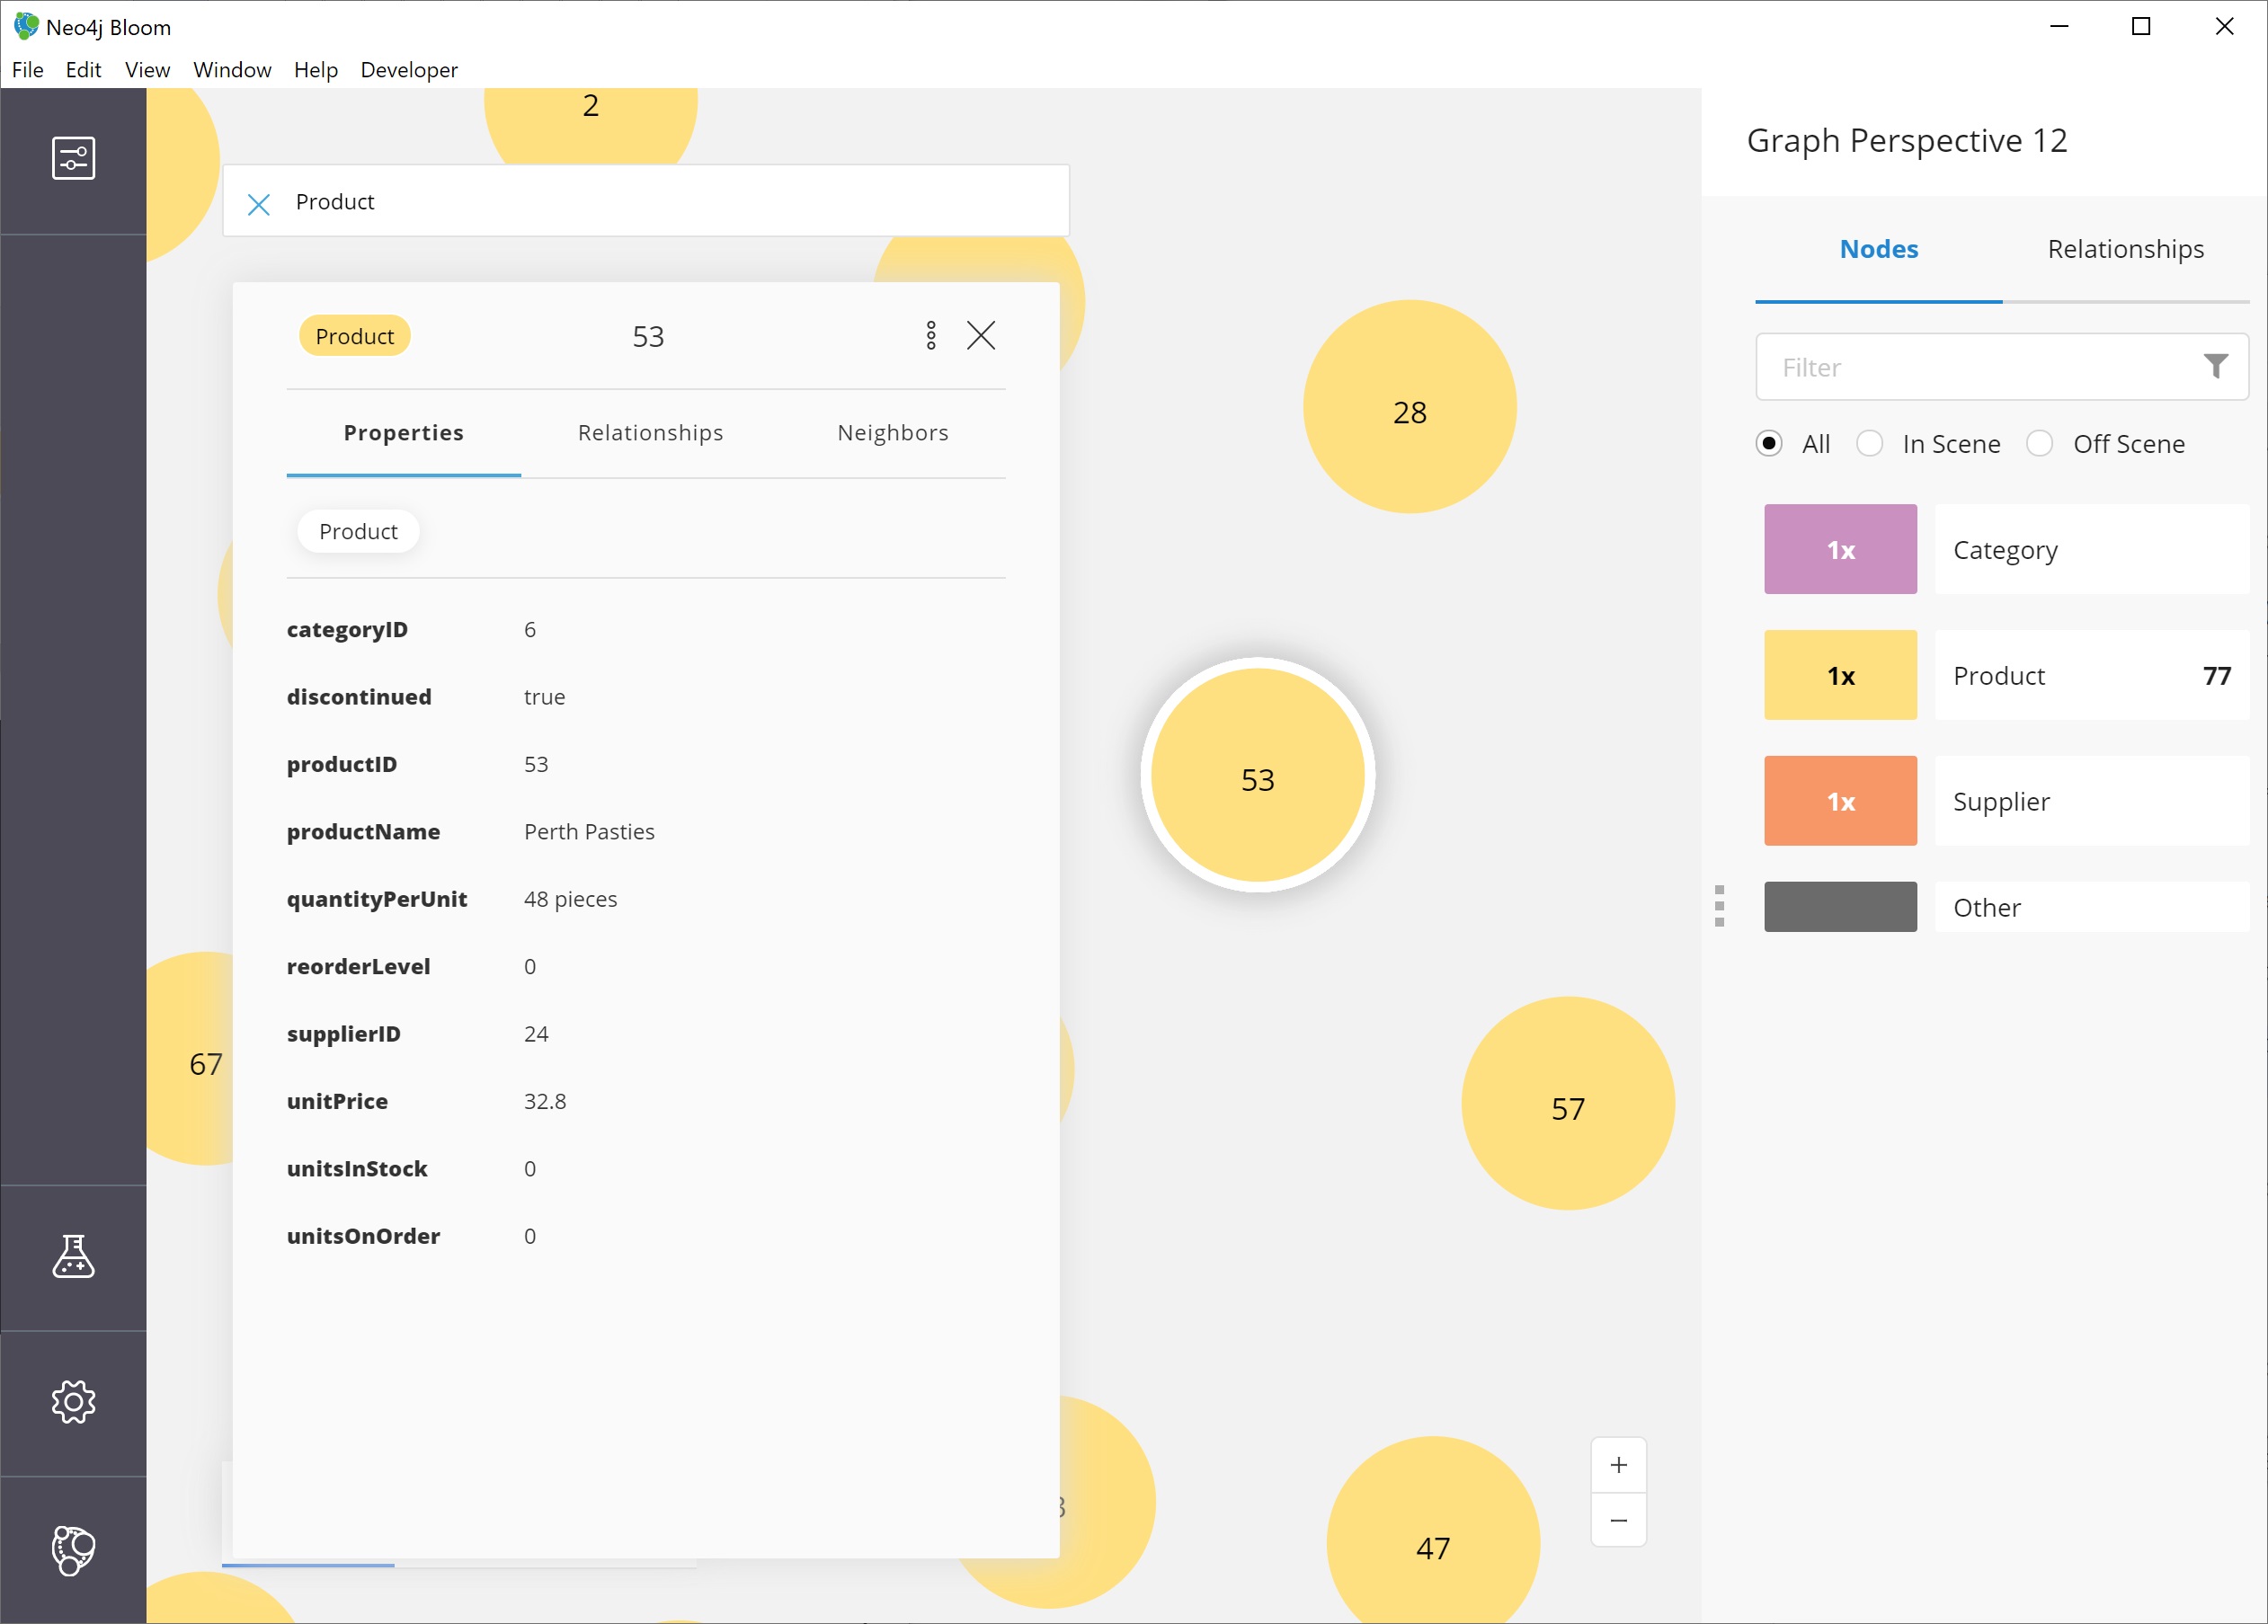 Neo4j Bloom
File Edit View Window Help Developer
2
Product
Product 53
Properties Relationships Neighbors
Product
categoryID 6
discontinued true
productID 53
productName Perth Pasties
quantityPerUnit 48 pieces
reorderLevel 0
supplierID 24
unitPrice 32.8
unitsInStock 0
unitsOnOrder 0
67
28
53
57
47
+
−
Graph Perspective 12
Nodes Relationships
Filter
All In Scene Off Scene
1x Category
1x Product 77
1x Supplier
Other